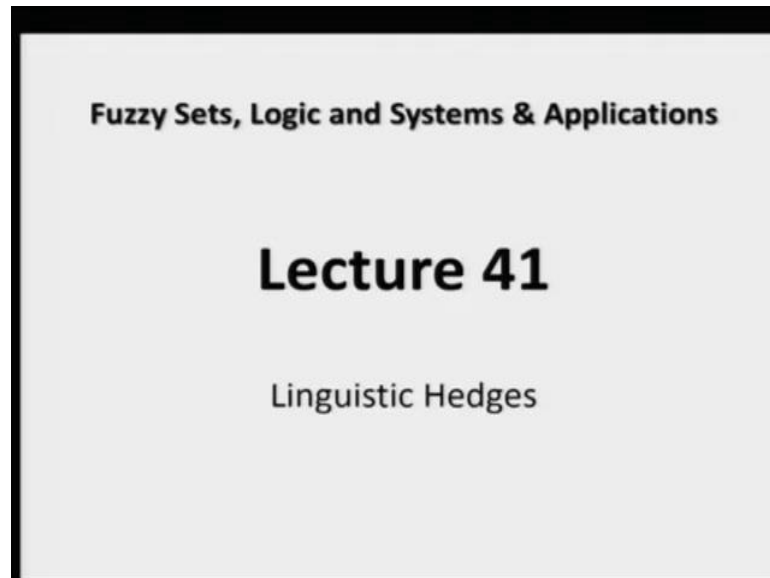 Fuzzy Sets, Logic and Systems & Applications
Lecture 41
Linguistic Hedges